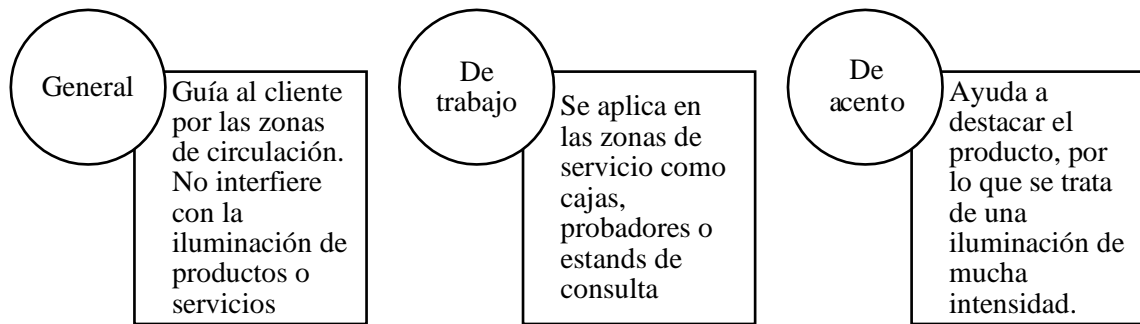 General
Guía al cliente
por las zonas
de circulación.
No interfiere
con la
iluminación de
productos o
servicios
De
trabajo
Se aplica en
las zonas de
servicio como
cajas,
probadores o
estands de
consulta
De
acento
Ayuda a
destacar el
producto, por
lo que se trata
de una
iluminación de
mucha
intensidad.